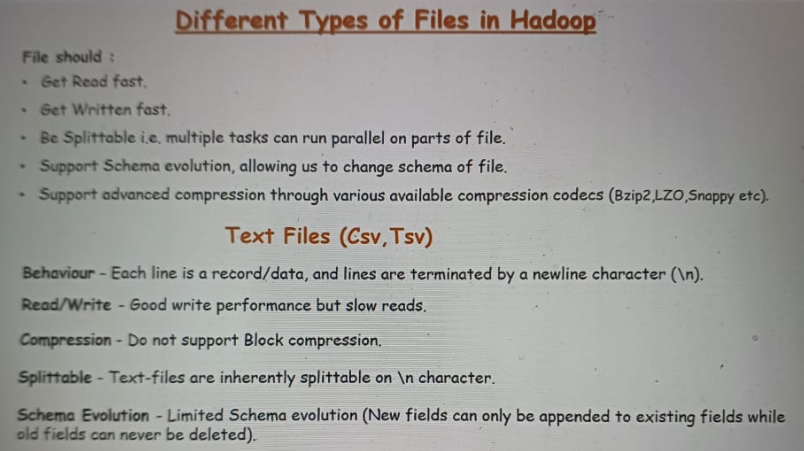 Different Types of Files in Hadoop
File should :
• Get Read fast.
• Get Written fast.
• Be Splittable i.e. multiple tasks can run parallel on parts of file.
• Support Schema evolution, allowing us to change schema of file.
• Support advanced compression through various available compression codecs (Bzip2,LZO,Snappy etc).
Text Files (Csv,Tsv)
Behaviour - Each line is a record/data, and lines are terminated by a newline character (\n).
Read/Write - Good write performance but slow reads.
Compression - Do not support Block compression.
Splittable - Text-files are inherently splittable on \n character.
Schema Evolution - Limited Schema evolution (New fields can only be appended to existing fields while
old fields can never be deleted).